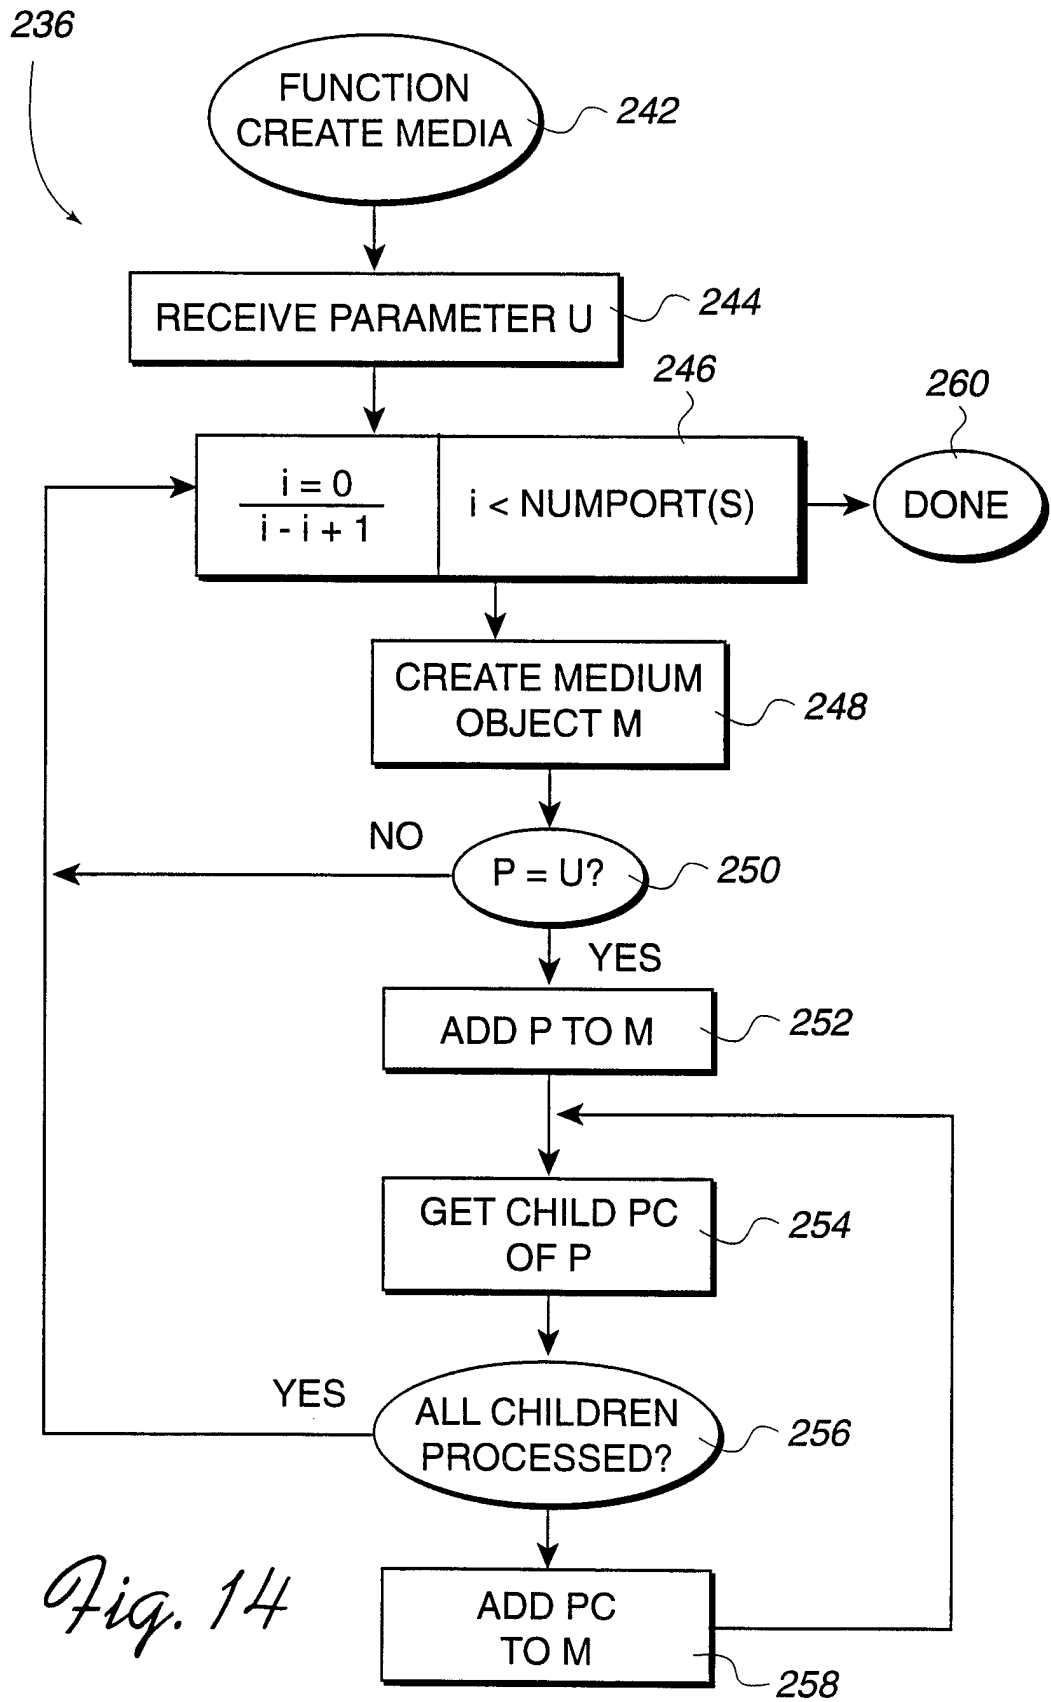 236
FUNCTION
CREATE MEDIA
242
RECEIVE PARAMETER U
244
246
260
i = 0
i - i + 1
i < NUMPORT(S)
DONE
CREATE MEDIUM
OBJECT M
248
NO
P = U?
250
YES
ADD P TO M
252
GET CHILD PC
OF P
254
YES
ALL CHILDREN
PROCESSED?
256
ADD PC
TO M
258
Fig. 14